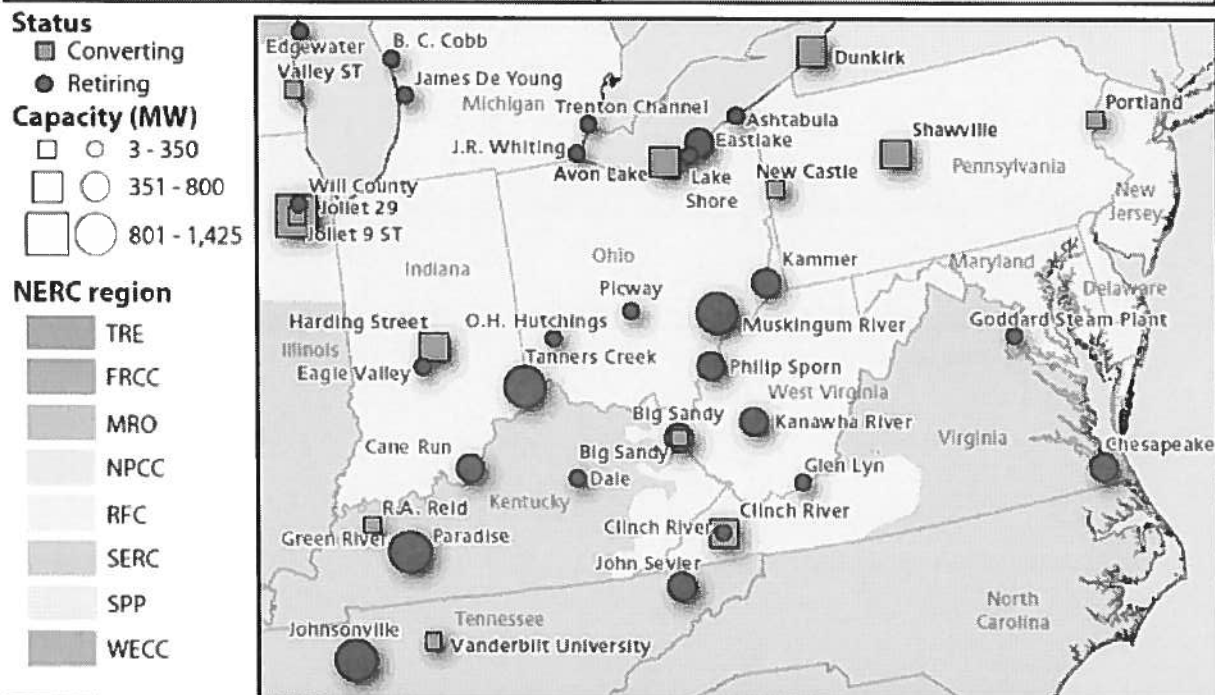 Status
Converting
Retiring
Capacity (MW)
3 - 350
351 - 800
801 - 1,425
NERC region
TRE
FRCC
MRO
NPCC
RFC
SERC
SPP
WECC
Edgewater
Valley ST
B. C. Cobb
James De Young
Michigan
Trenton Channel
J.R. Whiting
Dunkirk
Ashtabula
Eastlake
Avon Lake
Lake
Shore
New Castle
Shawville
Pennsylvania
Portland
New
Jersey
Will County
Joliet 29
Joliet 9 ST
Indiana
Ohio
Kammer
Maryland
Delaware
Picway
Muskingum River
Goddard Steam Plant
Harding Street
O.H. Hutchings
Illinois
Eagle Valley
Tanners Creek
Philip Sporn
West Virginia
Big Sandy
Kanawha River
Virginia
Chesapeake
Cane Run
Big Sandy
Dale
Glen Lyn
Kentucky
R.A. Reid
Clinch River
Green River
Paradise
Clinch River
John Sevier
North
Carolina
Tennessee
Johnsonville
Vanderbilt University